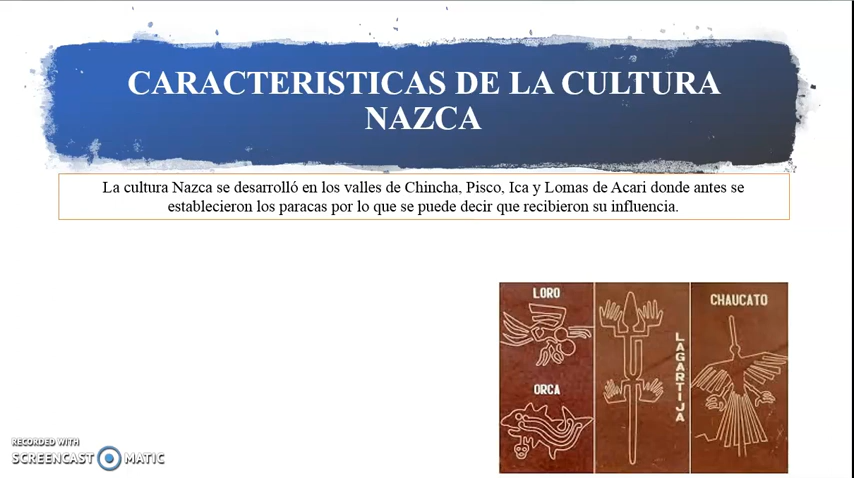 CARACTERISTICAS DE LA CULTURA
NAZCA
La cultura Nazca se desarrolló en los valles de Chincha, Pisco, Ica y Lomas de Acari donde antes se
establecieron los paracas por lo que se puede decir que recibieron su influencia.
LORO
ORCA
LAGARTIJA
CHAUCATO
RECORDED WITH
SCREENCAST MATIC